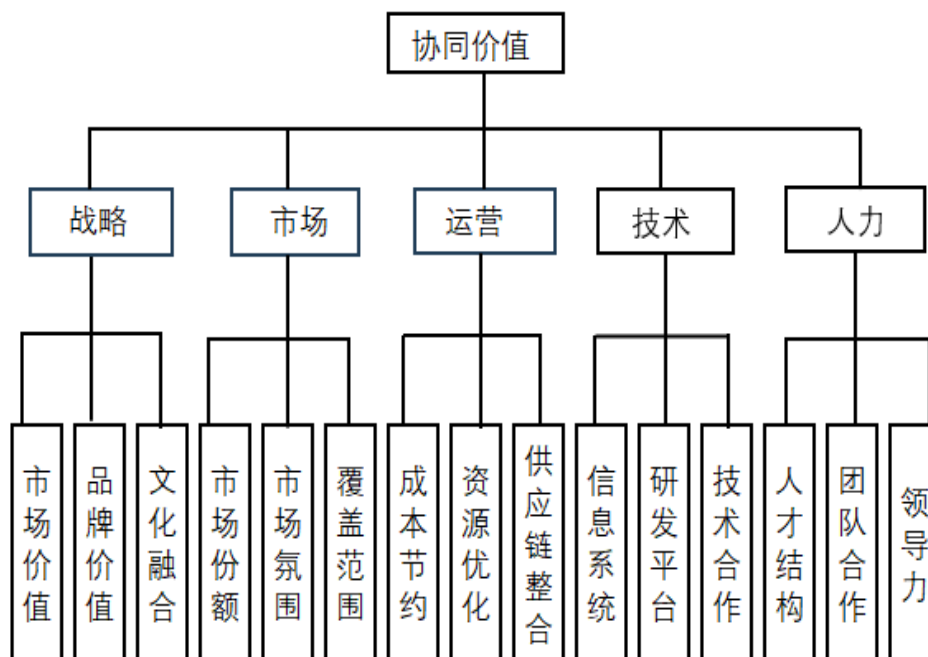 协同价值
战略
市场
运营
技术
人力
市场价值
品牌价值
文化融合
市场份额
市场氛围
覆盖范围
成本节约
资源优化
供应链整合
信息系统
研发平台
技术合作
人才结构
团队合作
领导力